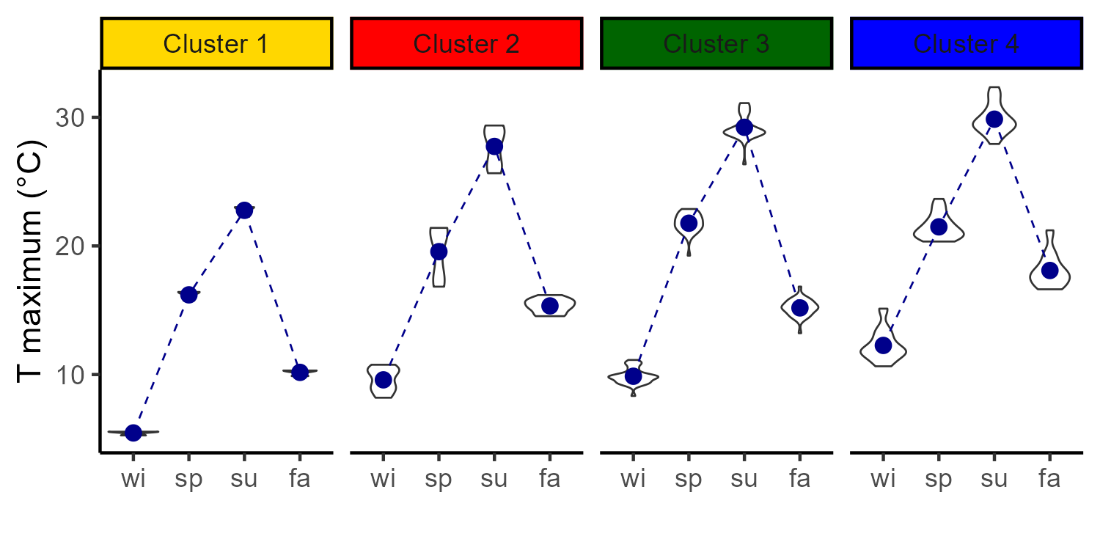 Cluster 1 Cluster 2 Cluster 3 Cluster 4
T maximum (°C)
30
20
10
wi sp su fa wi sp su fa wi sp su fa wi sp su fa